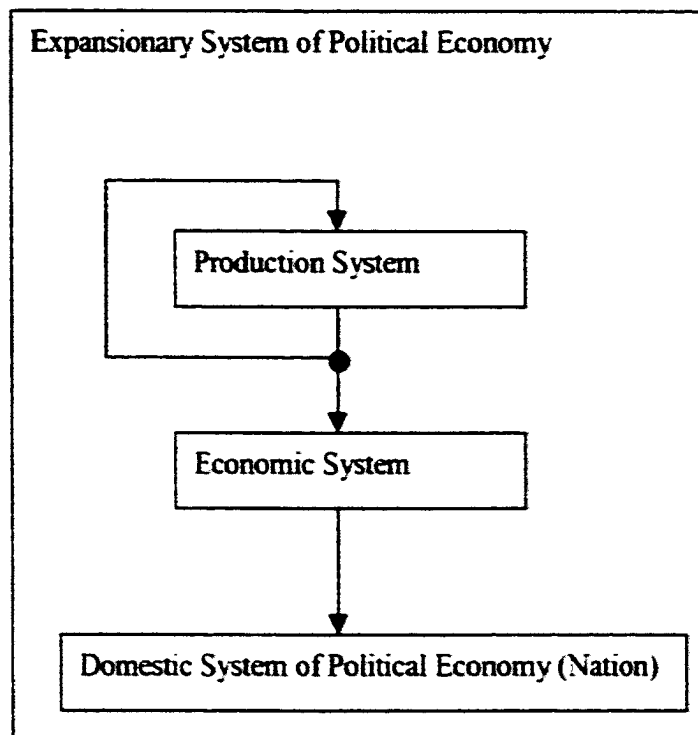 Expansionary System of Political Economy
Production System
Economic System
Domestic System of Political Economy (Nation)